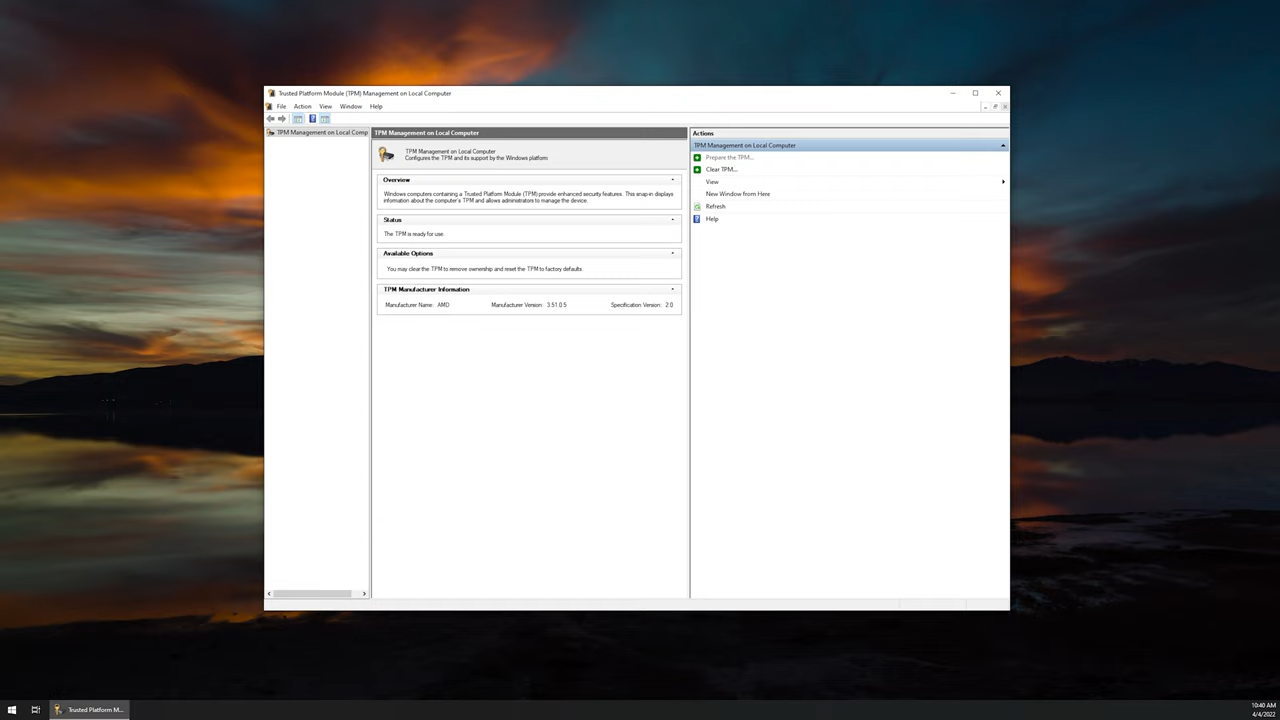 Trusted Platform Module (TPM) Management on Local Computer
File Action View Window Help
TPM Management on Local Comp
TPM Management on Local Computer
TPM Management on Local Computer
Configures the TPM and its support by the Windows platform
Overview
Windows computers containing a Trusted Platform Module (TPM) provide enhanced security features. This snap-in displays
information about the computer's TPM and allows administrators to manage the device.
Status
The TPM is ready for use.
Available Options
You may clear the TPM to remove ownership and reset the TPM to factory defaults.
TPM Manufacturer Information
Manufacturer Name: AMD Manufacturer Version: 3.51.0.5 Specification Version: 2.0
Actions
TPM Management on Local Computer
Prepare the TPM...
Clear TPM...
View
New Window from Here
Refresh
Help
Trusted Platform M...
10:40 AM
4/4/2022